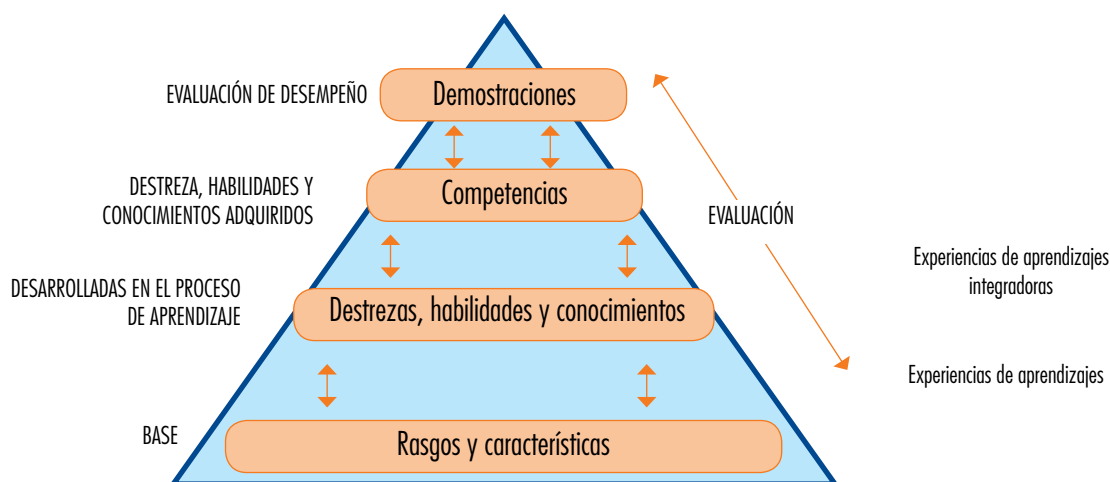 EVALUACIÓN DE DESEMPEÑO
Demostraciones
DESTREZA, HABILIDADES Y
CONOCIMIENTOS ADQUIRIDOS
Competencias
EVALUACIÓN
Experiencias de aprendizajes
integradoras
DESARROLLADAS EN EL PROCESO
DE APRENDIZAJE
Destrezas, habilidades y conocimientos
Experiencias de aprendizajes
BASE
Rasgos y características